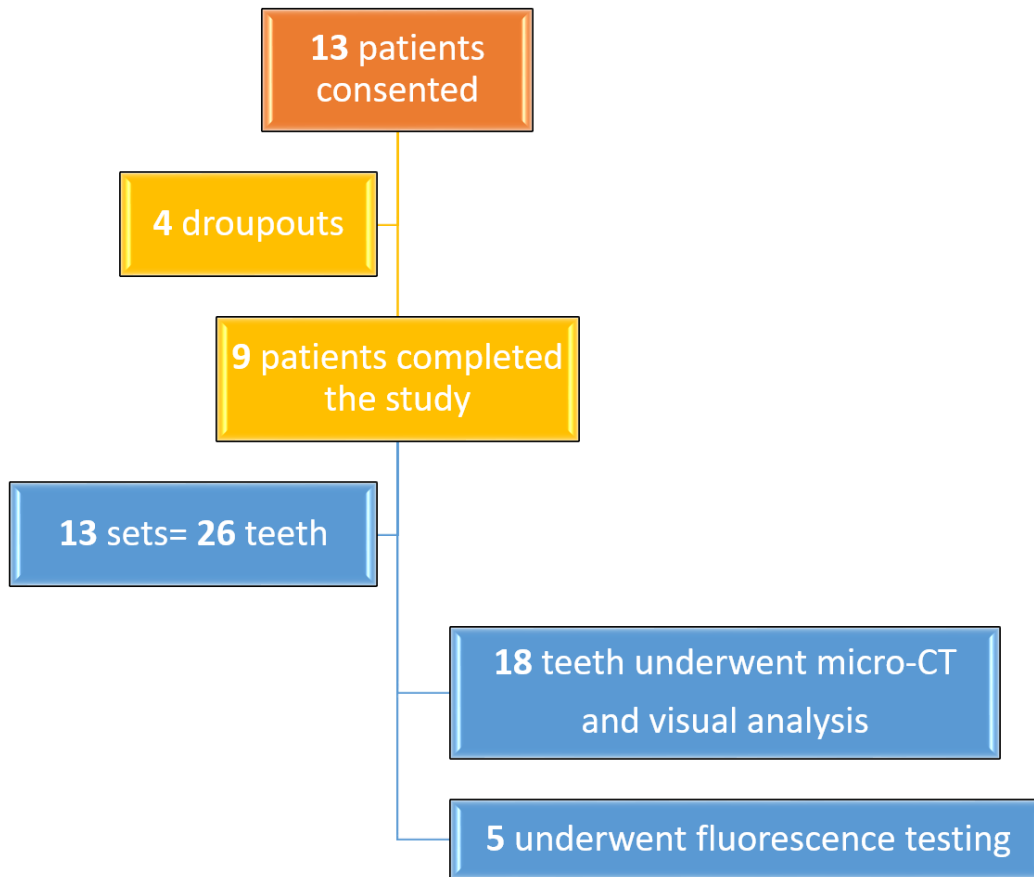 13 patients
consented
4 droupouts
9 patients completed
the study
13 sets= 26 teeth
18 teeth underwent micro-CT
and visual analysis
5 underwent fluorescence testing